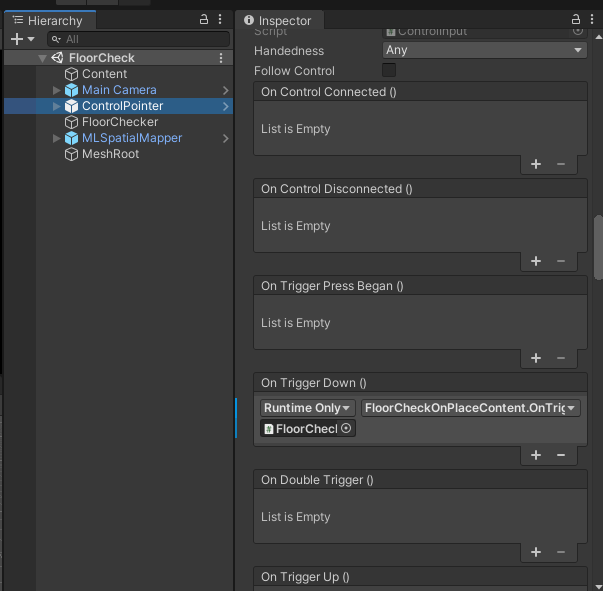 Hierarchy
All
FloorCheck
Content
Main Camera
ControlPointer
FloorChecker
MLSpatialMapper
MeshRoot
Inspector
Script
ControlInput
Handedness
Any
Follow Control
On Control Connected ()
List is Empty
On Control Disconnected ()
List is Empty
On Trigger Press Began ()
List is Empty
On Trigger Down ()
Runtime Only
FloorCheckOnPlaceContent.OnTrig
FloorChecl
On Double Trigger ()
List is Empty
On Trigger Up ()